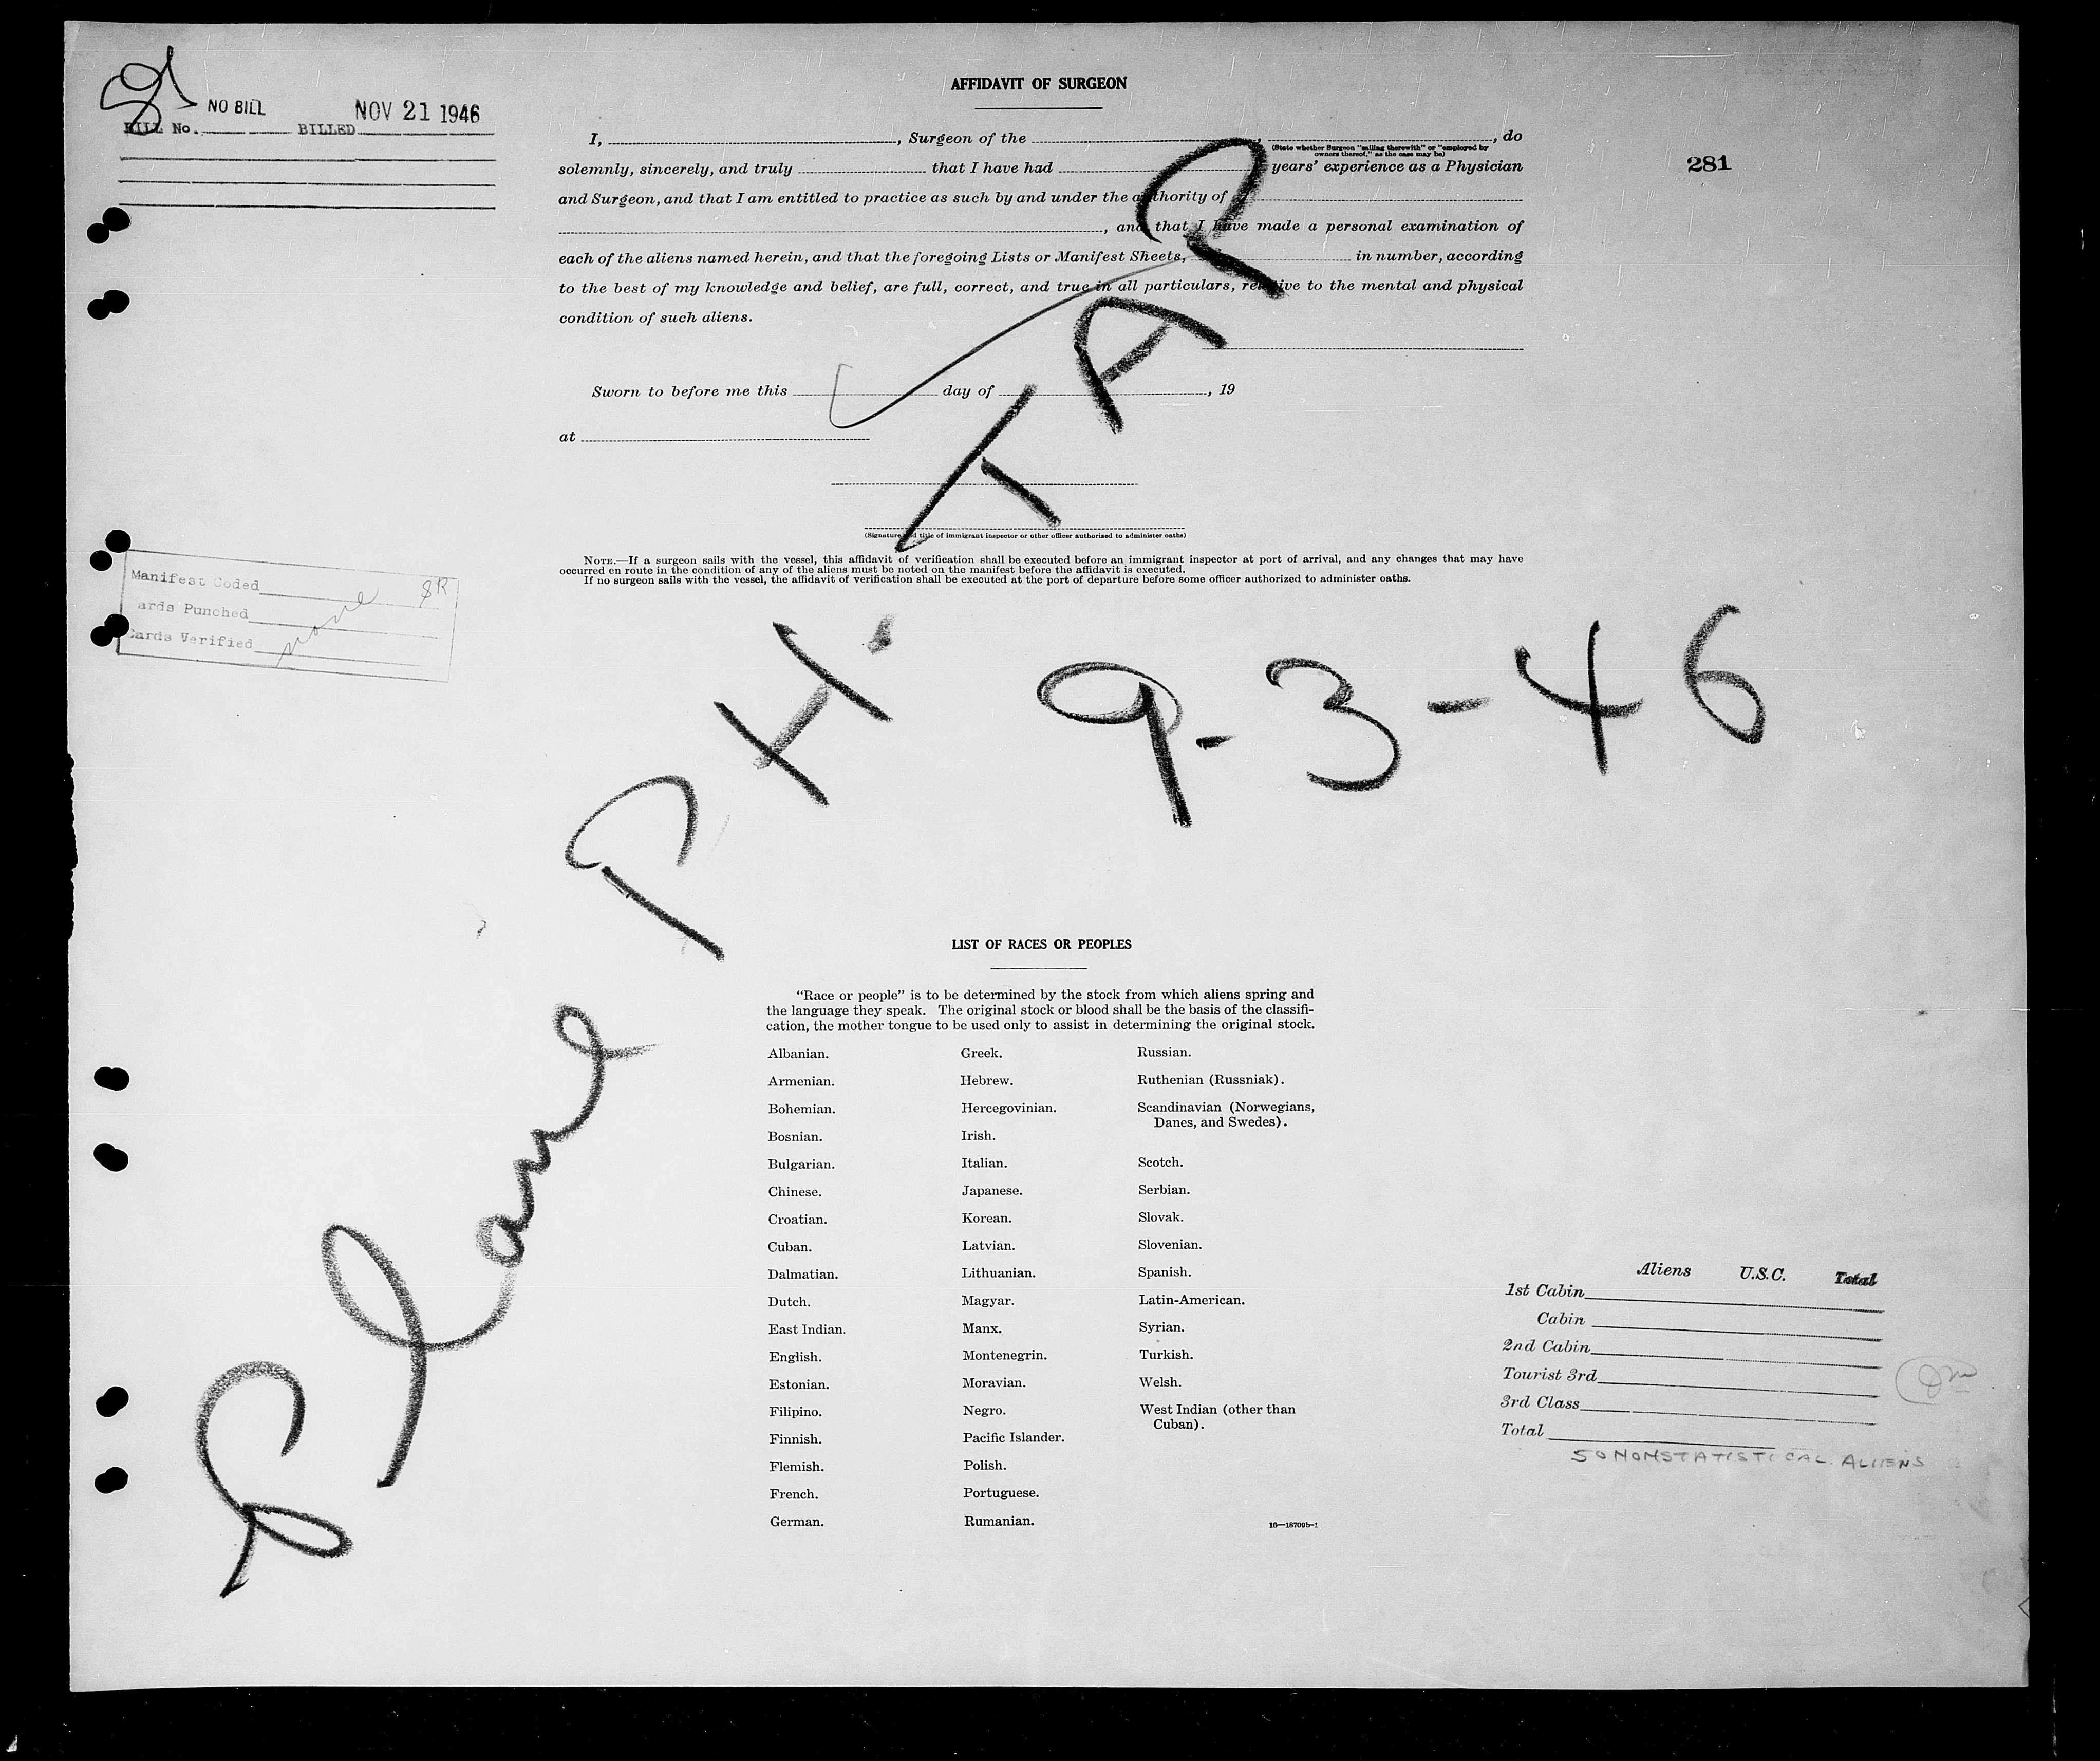 NO BILL NOV 21 1946
BILL No. BILLED
281
AFFIDAVIT OF SURGEON
I, , Surgeon of the , , do
(State whether Surgeon "sailing therewith" or "employed by
owners thereof," as the case may be)
solemnly, sincerely, and truly that I have had years' experience as a Physician
and Surgeon, and that I am entitled to practice as such by and under the authority of
, and that I have made a personal examination of
each of the aliens named herein, and that the foregoing Lists or Manifest Sheets, in number, according
to the best of my knowledge and belief, are full, correct, and true in all particulars, relative to the mental and physical
condition of such aliens.
Sworn to before me this day of , 19
at
(Signature and title of immigrant inspector or other officer authorized to administer oaths)
NOTE.—If a surgeon sails with the vessel, this affidavit of verification shall be executed before an immigrant inspector at port of arrival, and any changes that may have
occurred en route in the condition of any of the aliens must be noted on the manifest before the affidavit is executed.
If no surgeon sails with the vessel, the affidavit of verification shall be executed at the port of departure before some officer authorized to administer oaths.
Manifest Coded SR
ards Punched none
Cards Verified
Plane PH. TAR
9-3-46
LIST OF RACES OR PEOPLES
"Race or people" is to be determined by the stock from which aliens spring and
the language they speak. The original stock or blood shall be the basis of the classifi-
cation, the mother tongue to be used only to assist in determining the original stock.
Albanian. Greek. Russian.
Armenian. Hebrew. Ruthenian (Russniak).
Bohemian. Hercegovinian. Scandinavian (Norwegians,
Danes, and Swedes).
Bosnian. Irish.
Bulgarian. Italian. Scotch.
Chinese. Japanese. Serbian.
Croatian. Korean. Slovak.
Cuban. Latvian. Slovenian.
Dalmatian. Lithuanian. Spanish.
Dutch. Magyar. Latin-American.
East Indian. Manx. Syrian.
English. Montenegrin. Turkish.
Estonian. Moravian. Welsh.
Filipino. Negro. West Indian (other than
Cuban).
Finnish. Pacific Islander.
Flemish. Polish.
French. Portuguese.
German. Rumanian.
16—18709b-1
Aliens U.S.C. Total
1st Cabin
Cabin
2nd Cabin
Tourist 3rd
3rd Class
Total
50 NONSTATISTICAL ALIENS